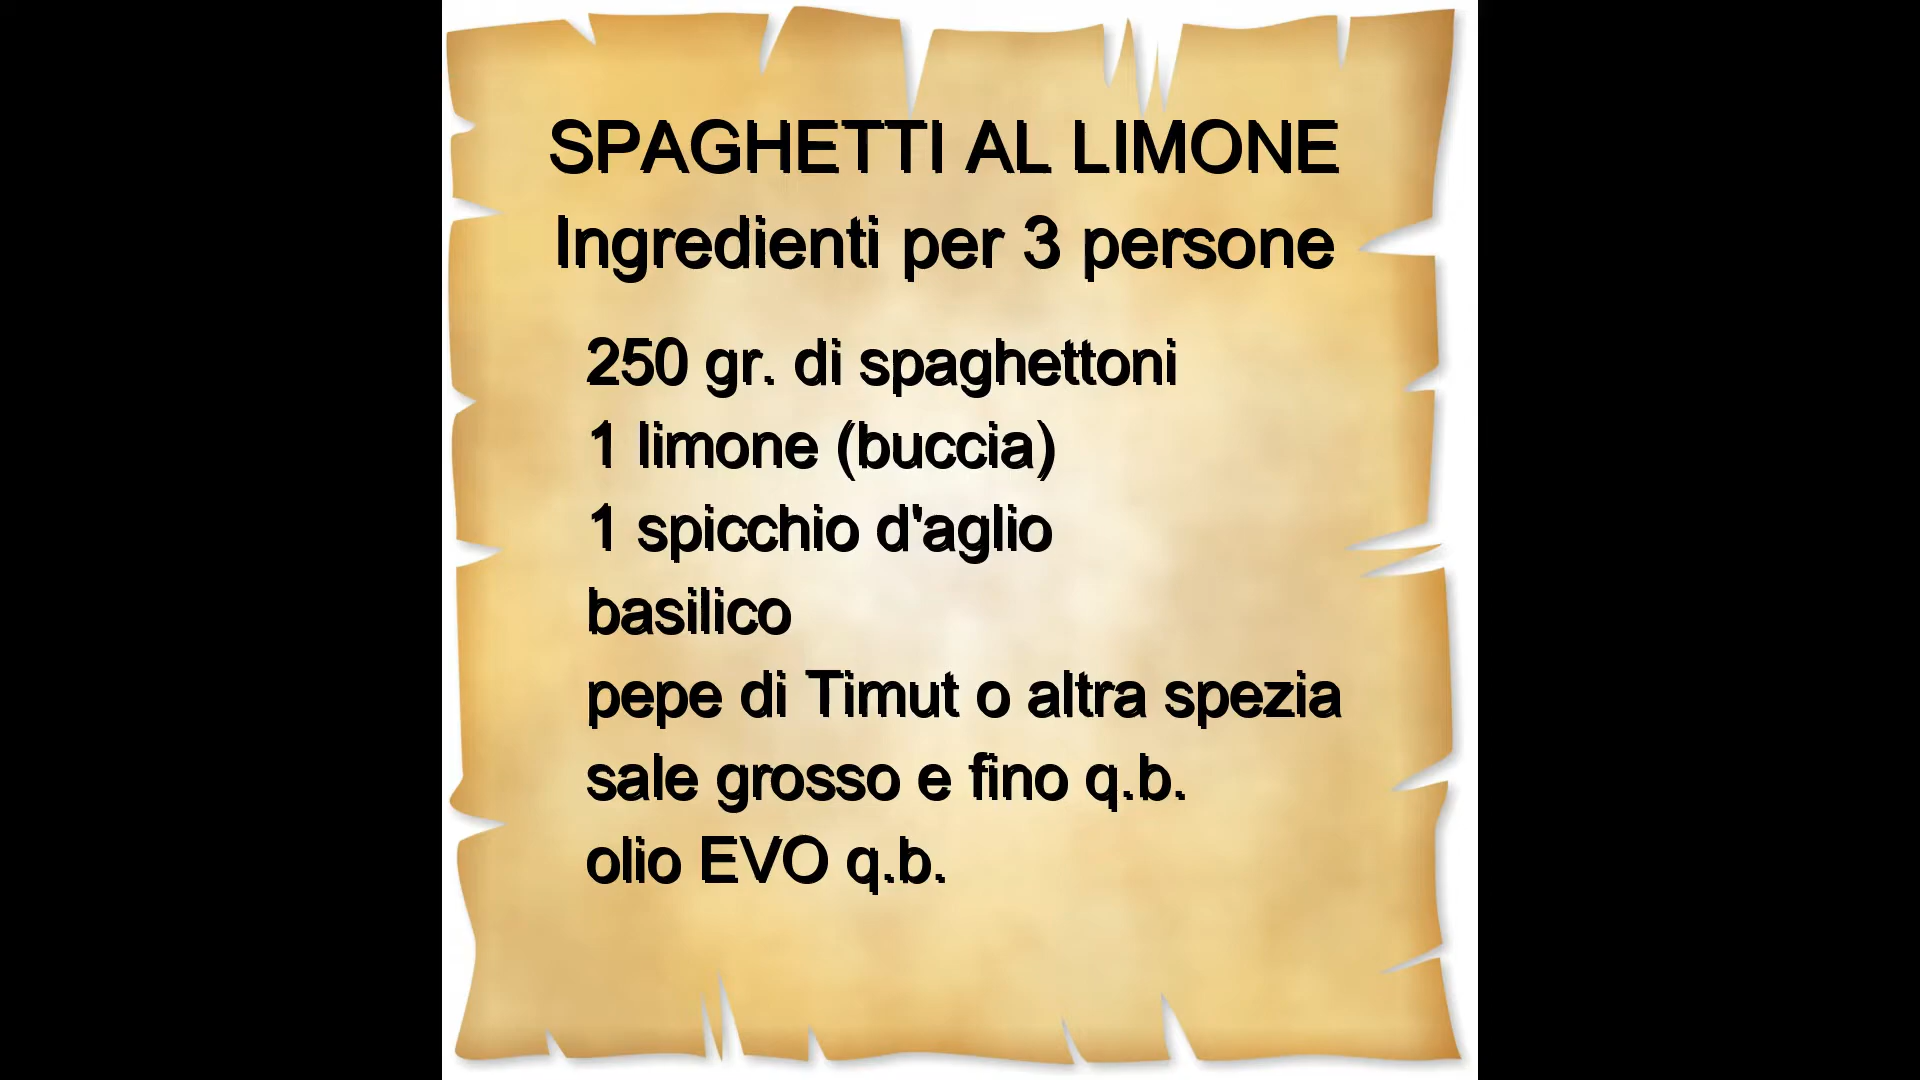 SPAGHETTI AL LIMONE
Ingredienti per 3 persone
250 gr. di spaghettoni
1 limone (buccia)
1 spicchio d'aglio
basilico
pepe di Timut o altra spezia
sale grosso e fino q.b.
olio EVO q.b.